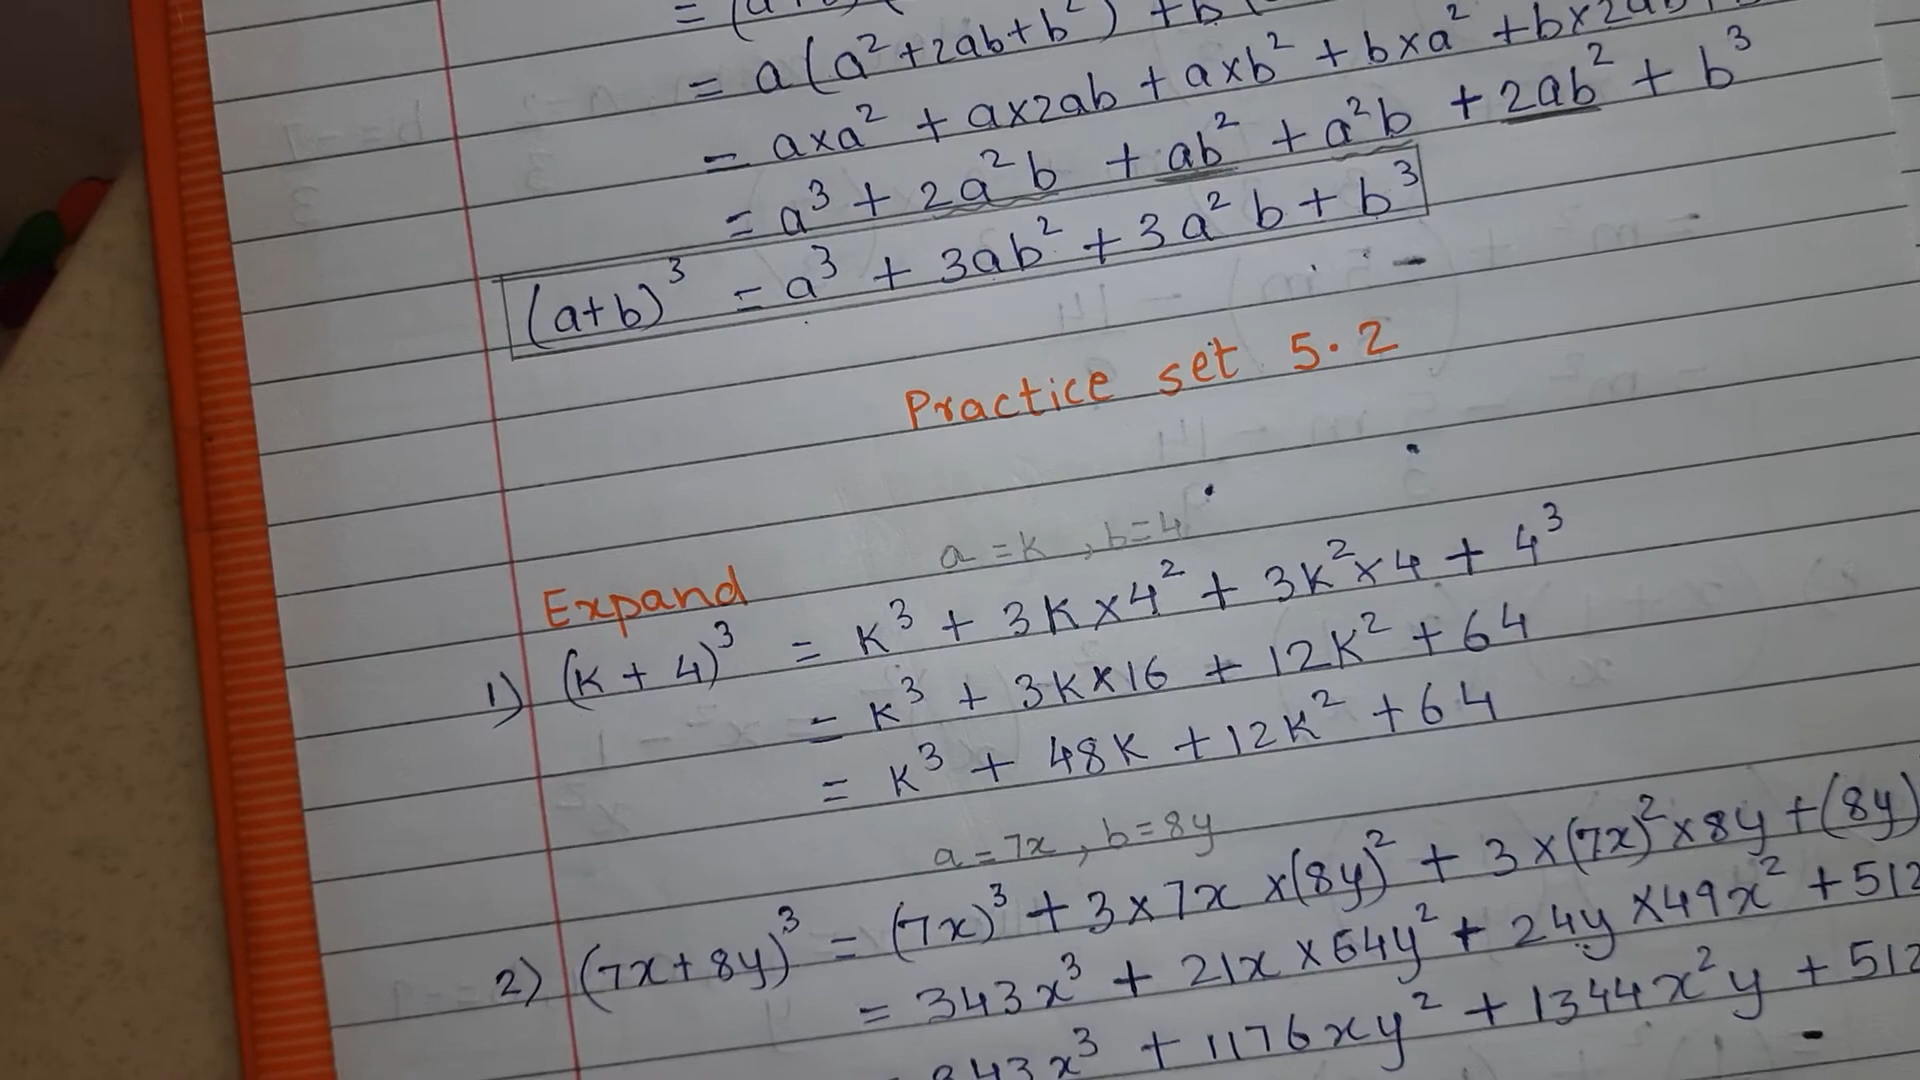 = a(a²+2ab+b²) + b
= a×a² + a×2ab + a×b² + b×a² + b×2ab
= a³ + 2a²b + ab² + a²b + 2ab² + b³
(a+b)³ = a³ + 3ab² + 3a²b + b³
Practice set 5.2
a = k, b=4
Expand
1) (k + 4)³ = k³ + 3k×4² + 3k²×4 + 4³
= k³ + 3k×16 + 12k² + 64
= k³ + 48k + 12k² + 64
a = 7x, b=8y
2) (7x+8y)³ = (7x)³ + 3×7x×(8y)² + 3×(7x)²×8y + (8y)
= 343x³ + 21x×64y² + 24y×49x² + 512
343x³ + 1176xy² + 1344x²y + 512